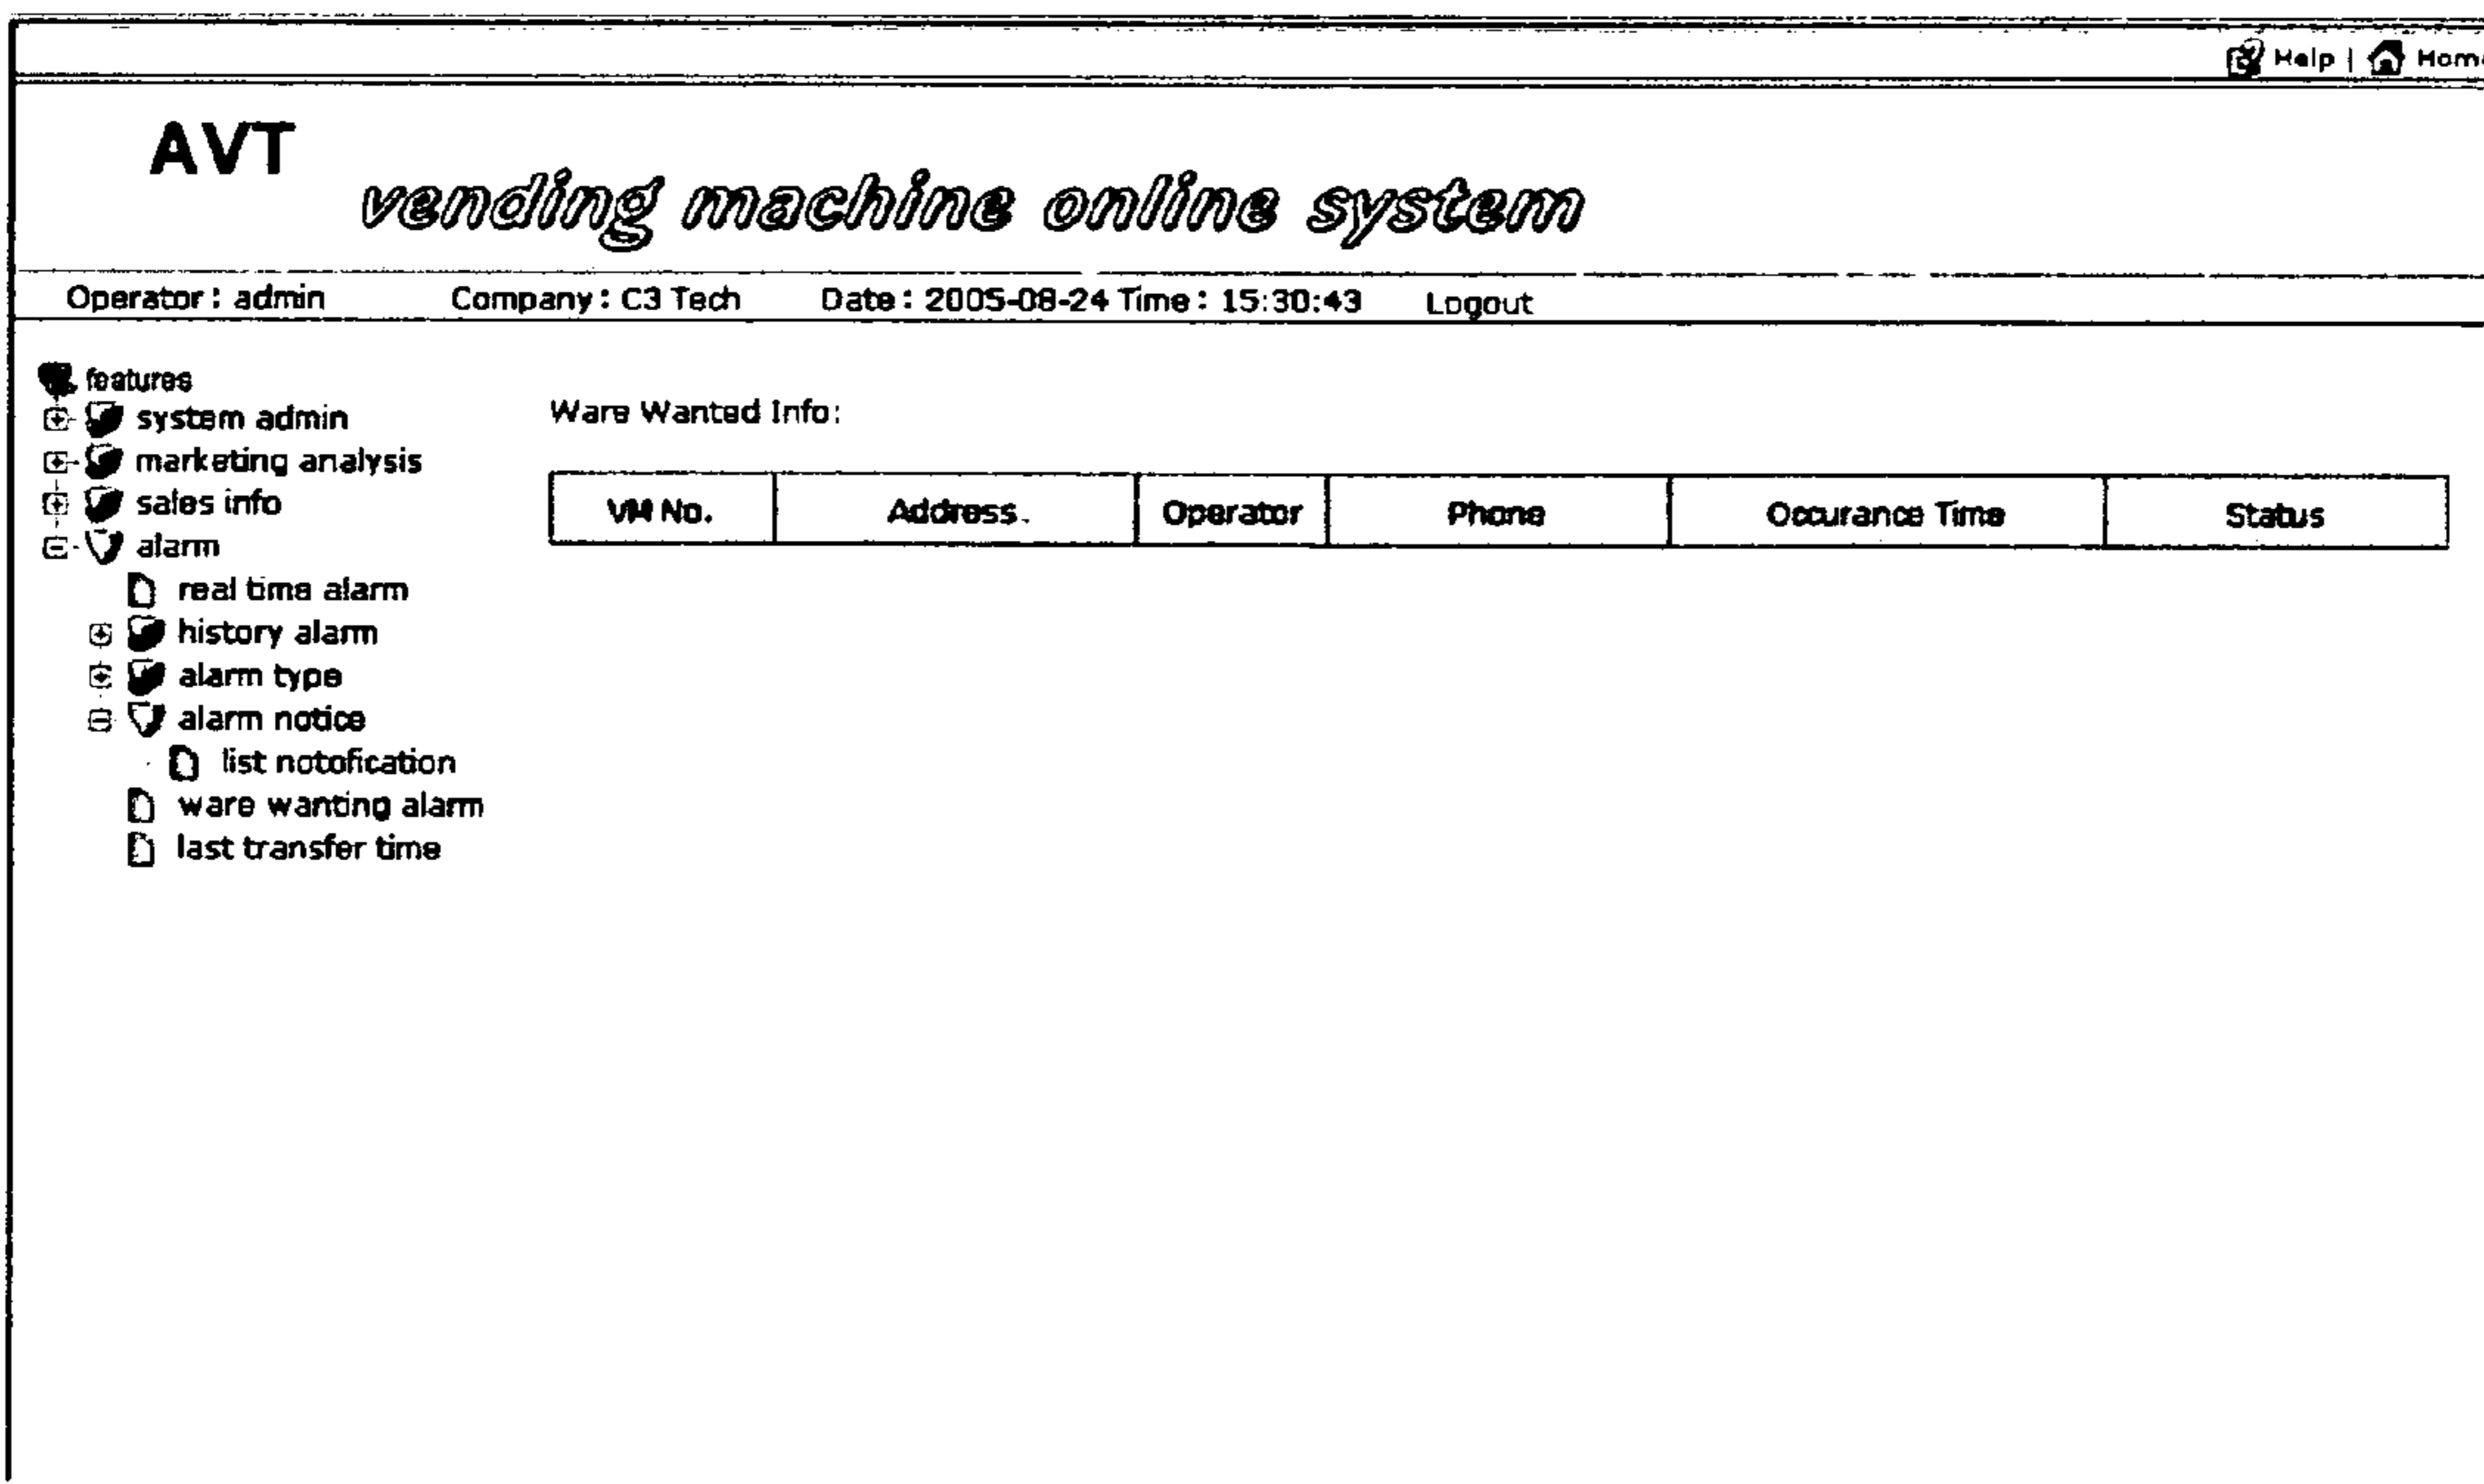 Help | Home
AVT
vending machine online system
Operator : admin Company : C3 Tech Date : 2005-08-24 Time : 15:30:43 Logout
features
system admin
marketing analysis
sales info
alarm
real time alarm
history alarm
alarm type
alarm notice
list notofication
ware wanting alarm
last transfer time
Ware Wanted Info:
VM No. Address. Operator Phone Occurance Time Status